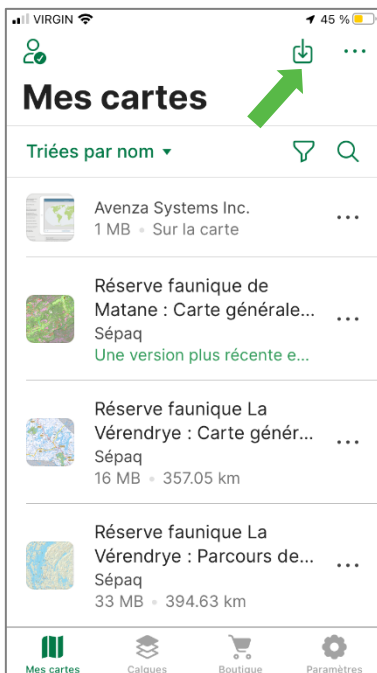 VIRGIN 45 %
Mes cartes
Triées par nom
Avenza Systems Inc.
1 MB • Sur la carte
Réserve faunique de
Matane : Carte générale...
Sépaq
Une version plus récente e...
Réserve faunique La
Vérendrye : Carte génér...
Sépaq
16 MB • 357.05 km
Réserve faunique La
Vérendrye : Parcours de...
Sépaq
33 MB • 394.63 km
Mes cartes Calques Boutique Paramètres